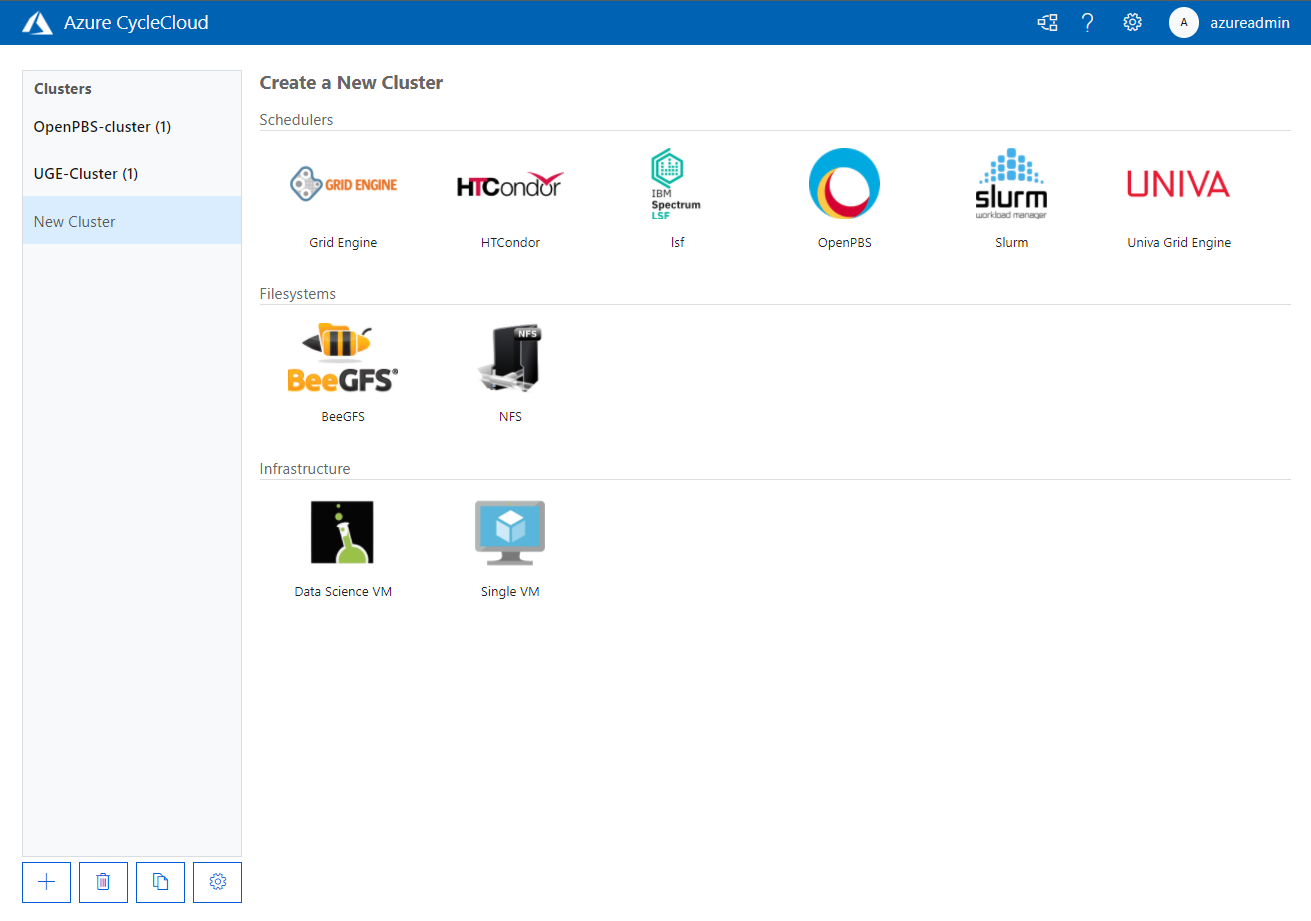 Azure CycleCloud
? A azureadmin
Clusters
OpenPBS-cluster (1)
UGE-Cluster (1)
New Cluster
Create a New Cluster
Schedulers
GRID ENGINE
Grid Engine
HTCondor
HTCondor
IBM
Spectrum
LSF
lsf
OpenPBS
slurm
workload manager
Slurm
UNIVA
Univa Grid Engine
Filesystems
BeeGFS®
BeeGFS
NFS
NFS
Infrastructure
Data Science VM
Single VM